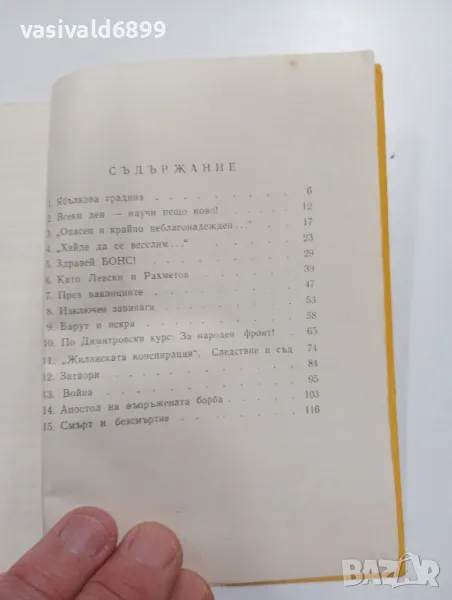 vasivald6899
СЪДЪРЖАНИЕ
1. Ябълкова градина . . . . . . . . . 6
2. Всеки ден — научи нещо ново! . . . . . 12
3. „Опасен и крайно неблагонадежден...“ . . . 17
4. „Хайде да се веселим...“ . . . . . . . 23
5. Здравей БОНС! . . . . . . . . . . 29
6. Като Левски и Рахметов . . . . . . . 39
7. През ваканциите . . . . . . . . . . 47
8. Изключен завинаги . . . . . . . . . 53
9. Барут и искра . . . . . . . . . . 58
10. По Димитровски курс: За народен фронт! . . 65
11. „Жиланската конспирация“. Следствие и съд 74
12. Затвори . . . . . . . . . . . . 84
13. Война . . . . . . . . . . . . . 95
14. Апостол на въоръжената борба . . . . . 103
15. Смърт и безсмъртие . . . . . . . . . 116
BAZAR